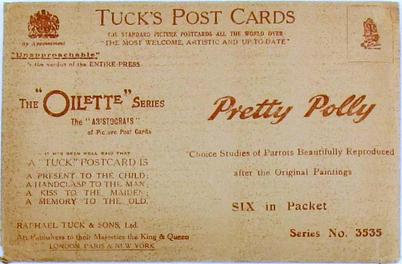 TUCK'S POST CARDS
THE STANDARD PICTURE POSTCARDS ALL THE WORLD OVER
"THE MOST WELCOME, ARTISTIC AND UP-TO-DATE"
By Appointment
"Unapproachable"
is the verdict of the ENTIRE PRESS
THE "OILETTE" SERIES
The "ARISTOCRATS"
of Picture Post Cards
Pretty Polly
Choice Studies of Parrots Beautifully Reproduced
after the Original Paintings
SIX in Packet
Series No. 3535
IT HAS BEEN WELL SAID THAT
A "TUCK" POSTCARD IS
A PRESENT TO THE CHILD;
A HANDCLASP TO THE MAN;
A KISS TO THE MAIDEN;
A MEMORY TO THE OLD.
RAPHAEL TUCK & SONS, Ltd.
Art Publishers to their Majesties the King & Queen
LONDON, PARIS & NEW YORK